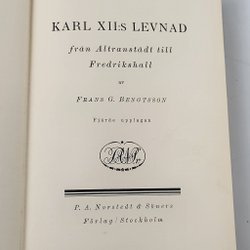 KARL XII:s LEVNAD
från Altranstädt till
Fredrikshall
AV
FRANS G. BENGTSSON
Fjärde upplagan
P. A. Norstedt & Söners
Förlag / Stockholm